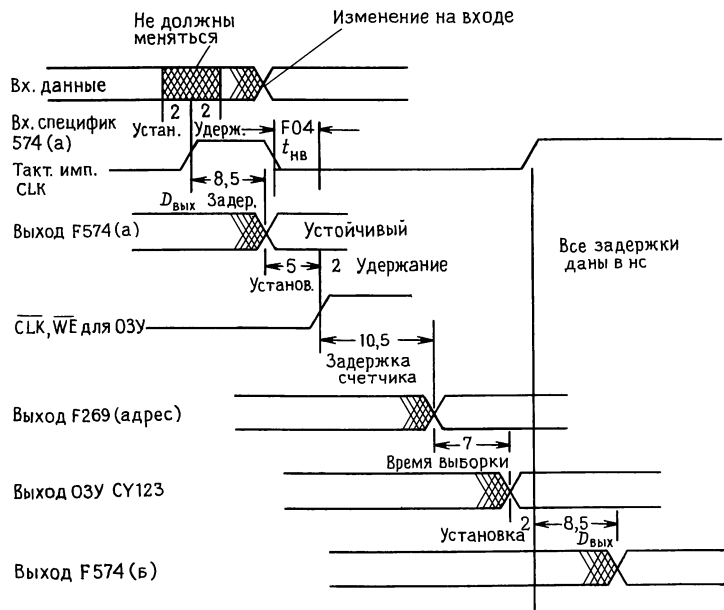 Не должны
меняться
Изменение на входе
Вх. данные
2 2
Вх. специфик
574 (а)
Устан. Удерж.
F04
tнв
Такт. имп.
CLK
8,5
Dвых Задер.
Выход F574 (а)
Устойчивый
Все задержки
даны в нс
5 2 Удержание
Установ.
CLK, WE для ОЗУ
10,5
Задержка
счетчика
Выход F269 (адрес)
7
Время выборки
Выход ОЗУ CY123
Установка 2 8,5
Dвых
Выход F574 (б)